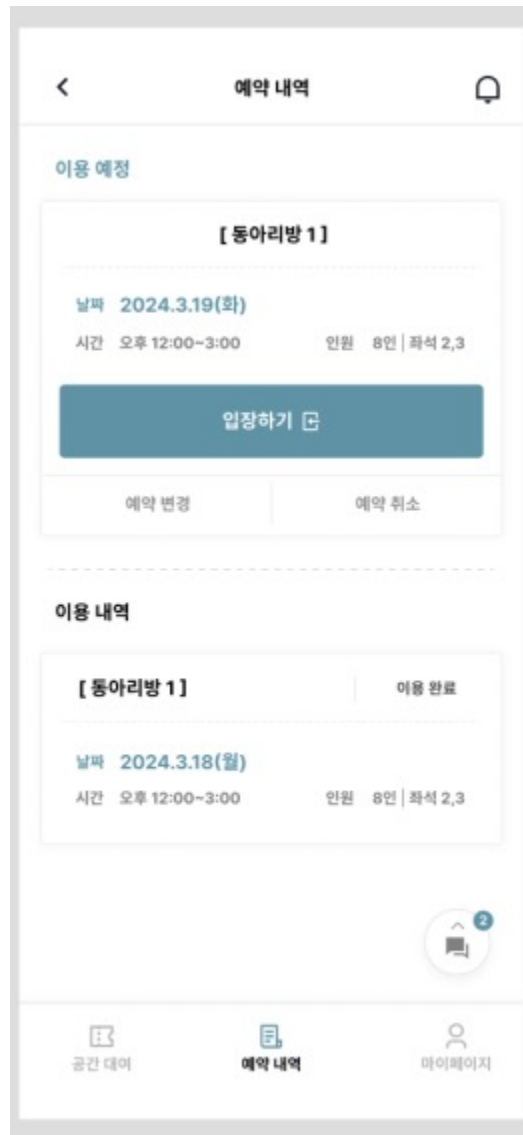 예약 내역
이용 예정
[ 동아리방 1 ]
날짜 2024.3.19(화)
시간 오후 12:00~3:00 인원 8인 | 좌석 2,3
입장하기
예약 변경 예약 취소
이용 내역
[ 동아리방 1 ] 이용 완료
날짜 2024.3.18(월)
시간 오후 12:00~3:00 인원 8인 | 좌석 2,3
2
공간 대여 예약 내역 마이페이지